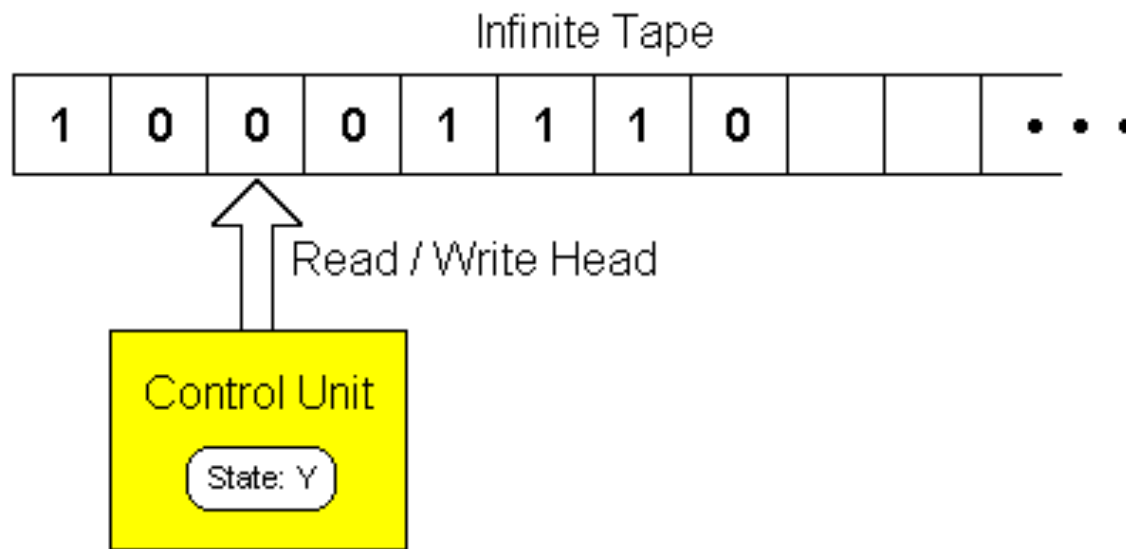 Infinite Tape
1 0 0 0 1 1 1 0 • • •
Read / Write Head
Control Unit
State: Y